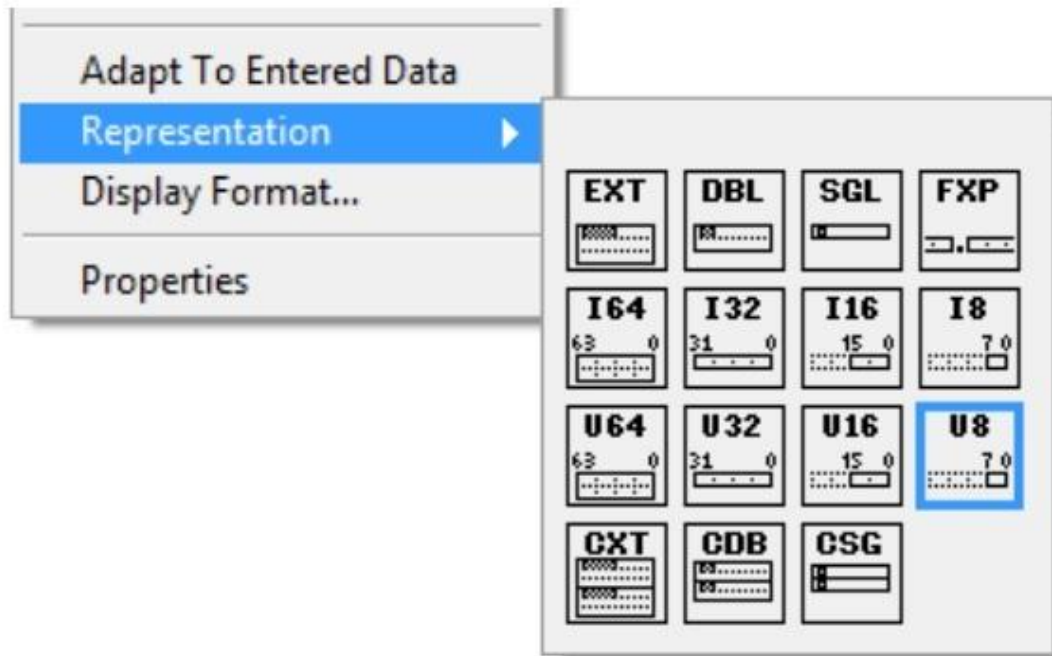 Adapt To Entered Data
Representation
Display Format...
Properties
EXT DBL SGL FXP
I64 I32 I16 I8
63 0 31 0 15 0 7 0
U64 U32 U16 U8
63 0 31 0 15 0 7 0
CXT CDB CSG